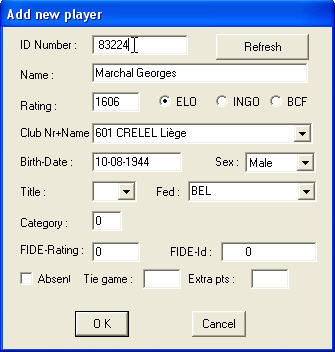 Add new player
ID Number : 83224 Refresh
Name : Marchal Georges
Rating : 1606 ELO INGO BCF
Club Nr+Name 601 CRELEL Liège
Birth-Date : 10-08-1944 Sex : Male
Title : Fed : BEL
Category : 0
FIDE-Rating : 0 FIDE-Id : 0
Absent Tie game : Extra pts :
O K Cancel